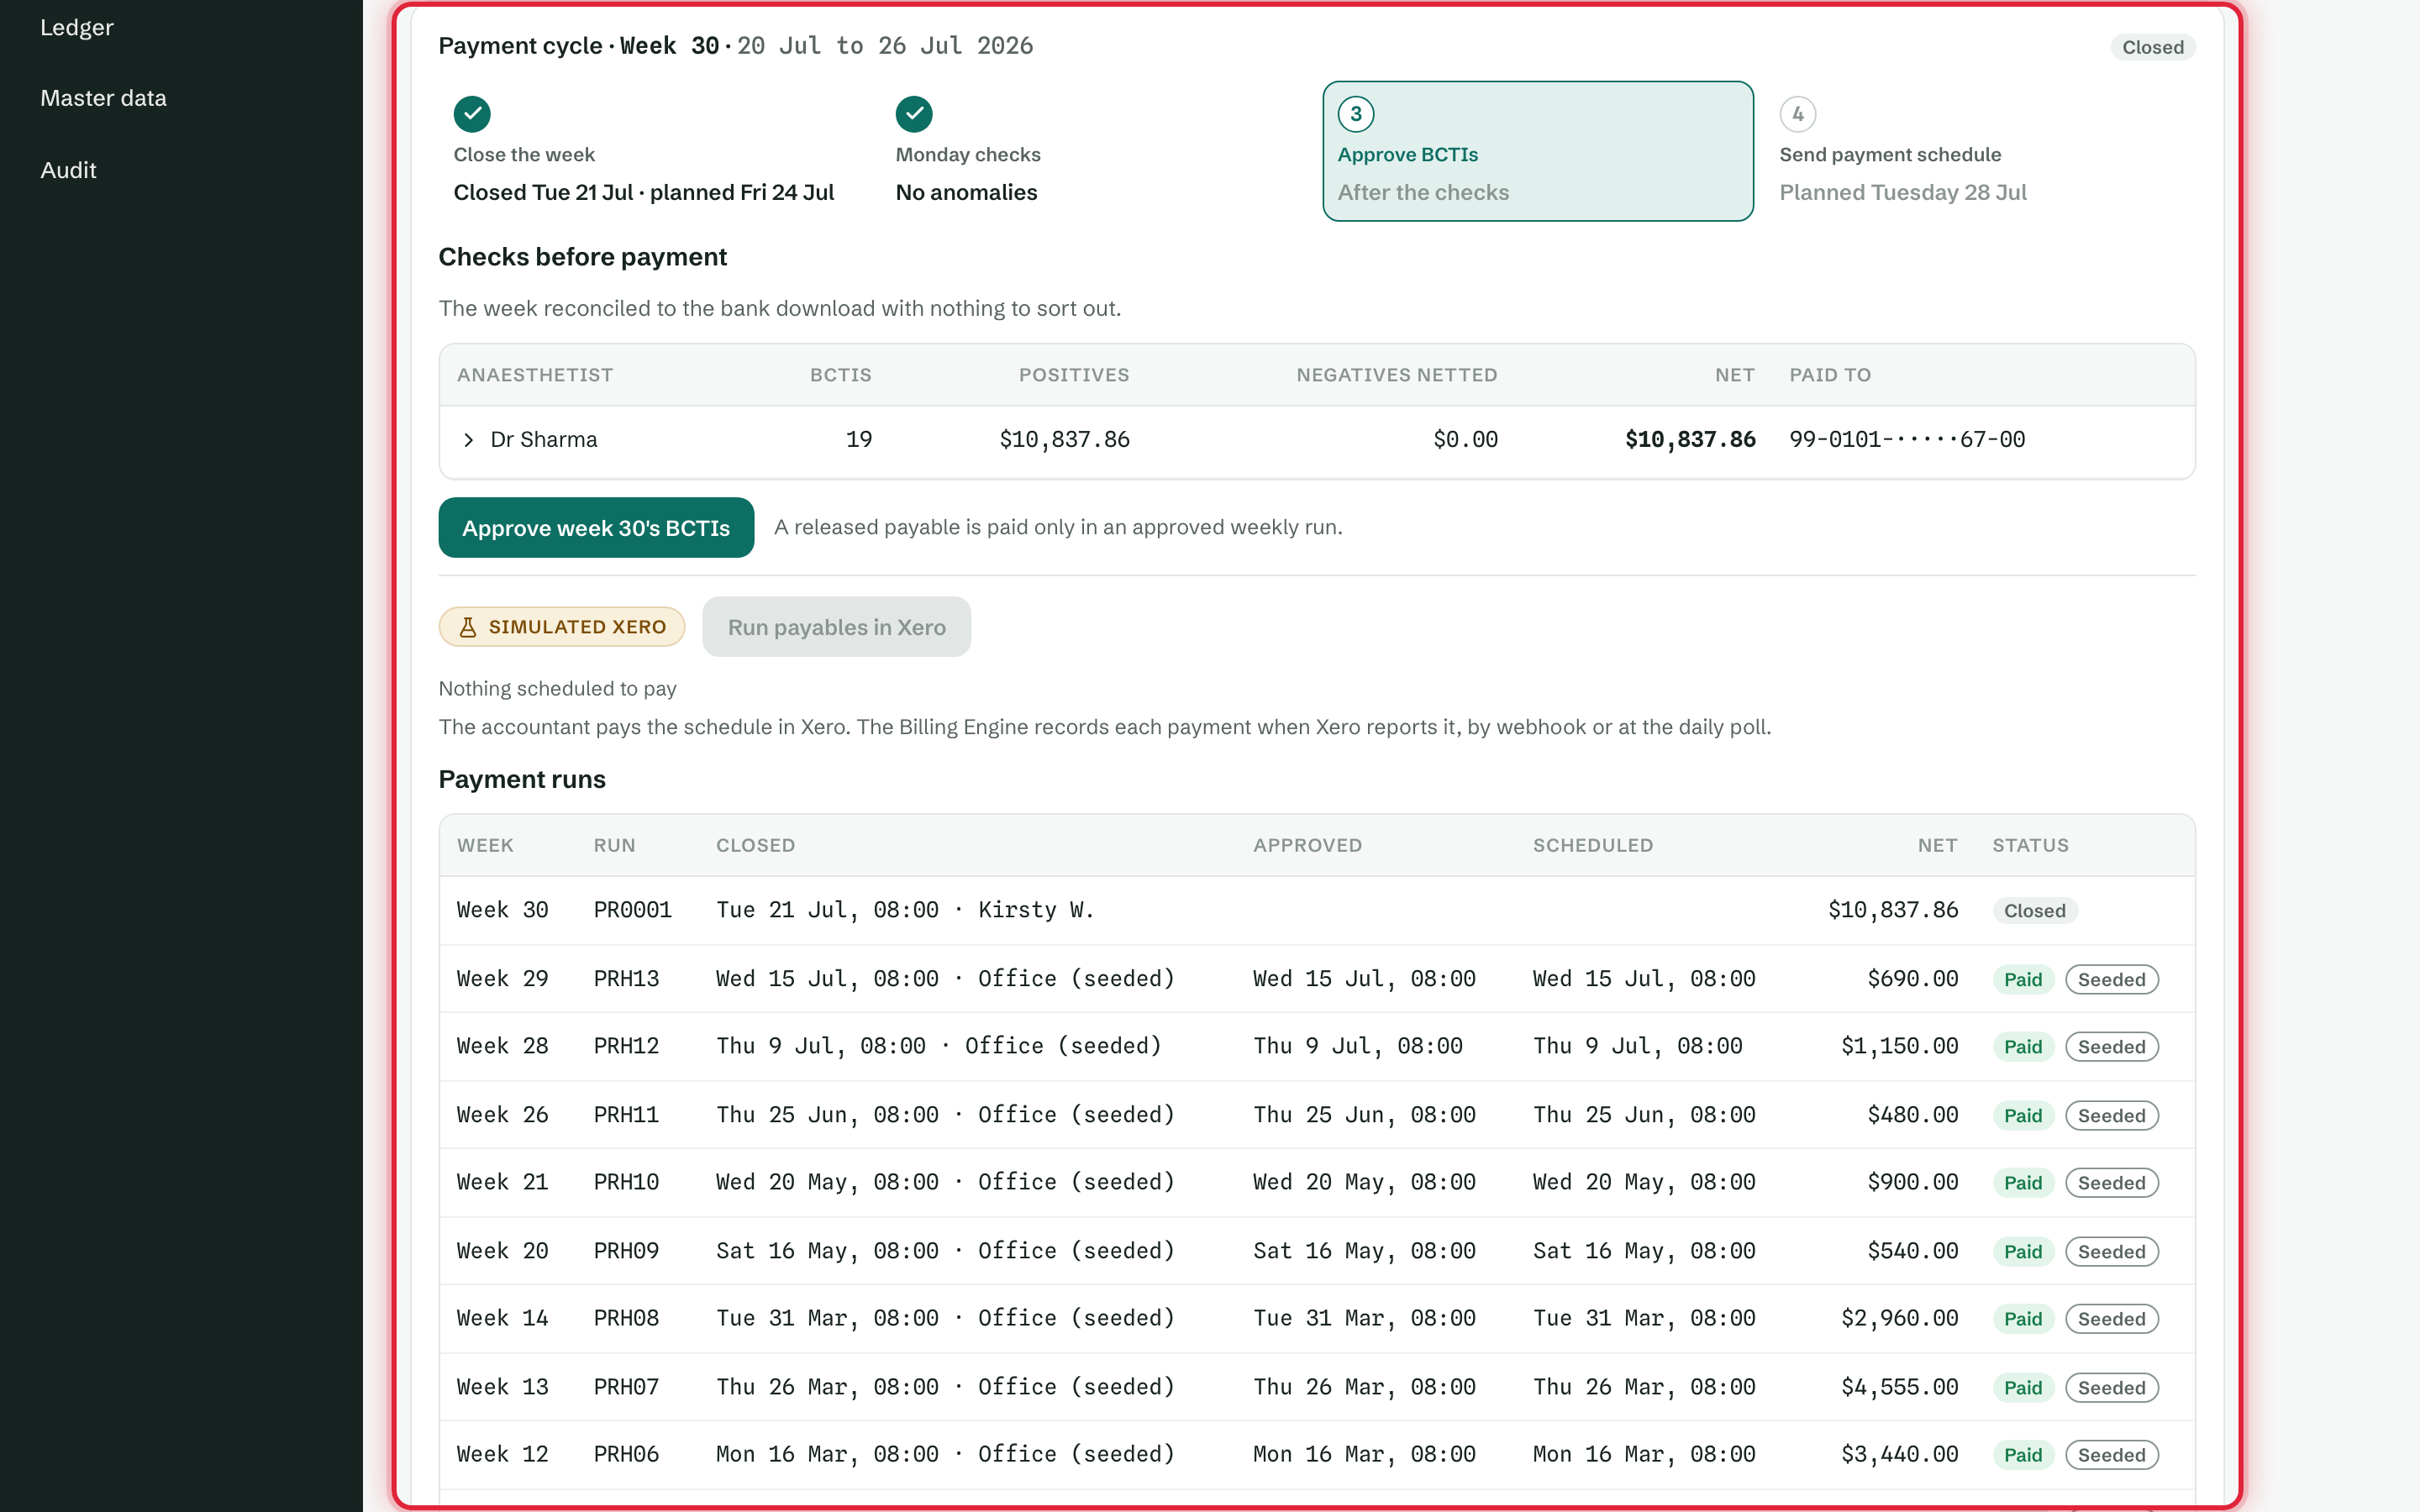 Ledger
Master data
Audit
Payment cycle · Week 30 · 20 Jul to 26 Jul 2026
Closed
Close the week
Closed Tue 21 Jul · planned Fri 24 Jul
Monday checks
No anomalies
3
Approve BCTIs
After the checks
4
Send payment schedule
Planned Tuesday 28 Jul
Checks before payment
The week reconciled to the bank download with nothing to sort out.
ANAESTHETIST BCTIS POSITIVES NEGATIVES NETTED NET PAID TO
Dr Sharma 19 $10,837.86 $0.00 $10,837.86 99-0101-·····67-00
Approve week 30's BCTIs A released payable is paid only in an approved weekly run.
SIMULATED XERO Run payables in Xero
Nothing scheduled to pay
The accountant pays the schedule in Xero. The Billing Engine records each payment when Xero reports it, by webhook or at the daily poll.
Payment runs
WEEK RUN CLOSED APPROVED SCHEDULED NET STATUS
Week 30 PR0001 Tue 21 Jul, 08:00 · Kirsty W. $10,837.86 Closed
Week 29 PRH13 Wed 15 Jul, 08:00 · Office (seeded) Wed 15 Jul, 08:00 Wed 15 Jul, 08:00 $690.00 Paid Seeded
Week 28 PRH12 Thu 9 Jul, 08:00 · Office (seeded) Thu 9 Jul, 08:00 Thu 9 Jul, 08:00 $1,150.00 Paid Seeded
Week 26 PRH11 Thu 25 Jun, 08:00 · Office (seeded) Thu 25 Jun, 08:00 Thu 25 Jun, 08:00 $480.00 Paid Seeded
Week 21 PRH10 Wed 20 May, 08:00 · Office (seeded) Wed 20 May, 08:00 Wed 20 May, 08:00 $900.00 Paid Seeded
Week 20 PRH09 Sat 16 May, 08:00 · Office (seeded) Sat 16 May, 08:00 Sat 16 May, 08:00 $540.00 Paid Seeded
Week 14 PRH08 Tue 31 Mar, 08:00 · Office (seeded) Tue 31 Mar, 08:00 Tue 31 Mar, 08:00 $2,960.00 Paid Seeded
Week 13 PRH07 Thu 26 Mar, 08:00 · Office (seeded) Thu 26 Mar, 08:00 Thu 26 Mar, 08:00 $4,555.00 Paid Seeded
Week 12 PRH06 Mon 16 Mar, 08:00 · Office (seeded) Mon 16 Mar, 08:00 Mon 16 Mar, 08:00 $3,440.00 Paid Seeded